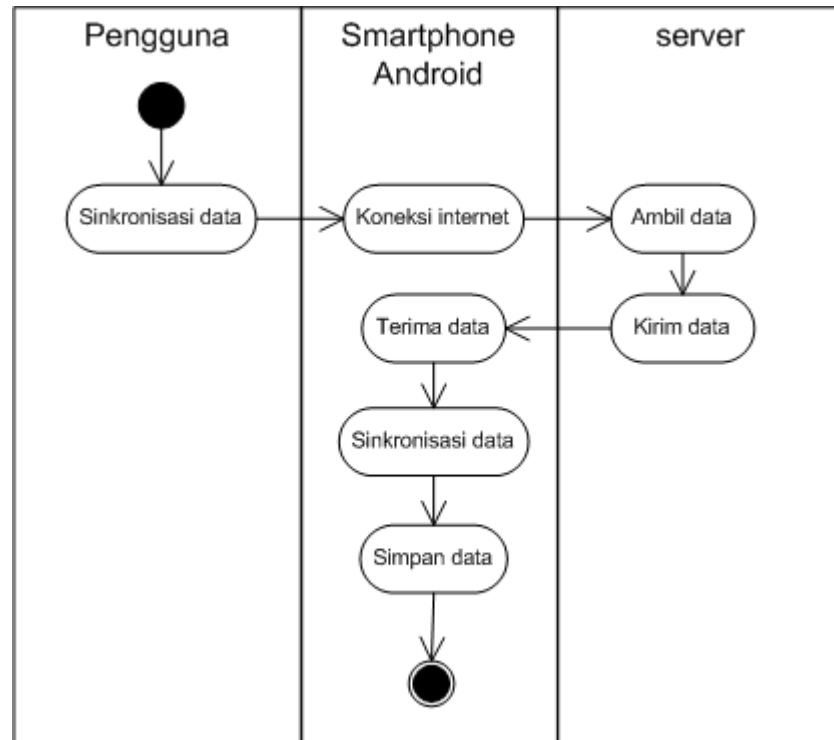 Pengguna
Smartphone
Android
server
Sinkronisasi data
Koneksi internet
Ambil data
Terima data
Kirim data
Sinkronisasi data
Simpan data